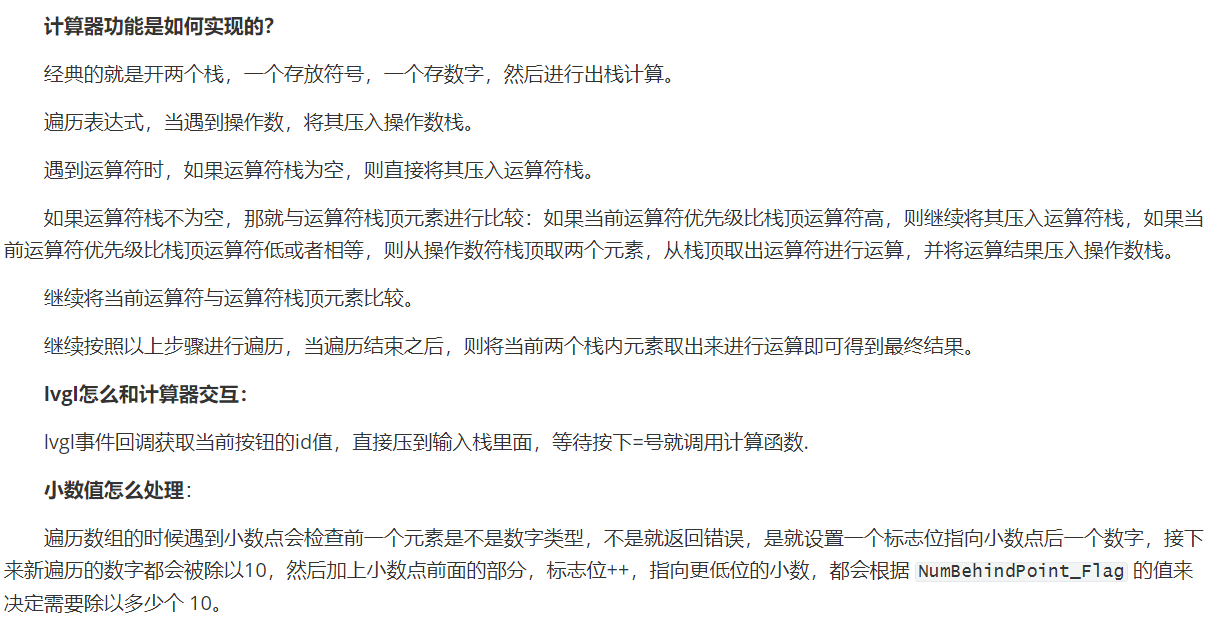 计算器功能是如何实现的？
经典的就是开两个栈，一个存放符号，一个存数字，然后进行出栈计算。
遍历表达式，当遇到操作数，将其压入操作数栈。
遇到运算符时，如果运算符栈为空，则直接将其压入运算符栈。
如果运算符栈不为空，那就与运算符栈顶元素进行比较：如果当前运算符优先级比栈顶运算符高，则继续将其压入运算符栈，如果当
前运算符优先级比栈顶运算符低或者相等，则从操作数符栈顶取两个元素，从栈顶取出运算符进行运算，并将运算结果压入操作数栈。
继续将当前运算符与运算符栈顶元素比较。
继续按照以上步骤进行遍历，当遍历结束之后，则将当前两个栈内元素取出来进行运算即可得到最终结果。
lvgl怎么和计算器交互：
lvgl事件回调获取当前按钮的id值，直接压到输入栈里面，等待按下=号就调用计算函数.
小数值怎么处理：
遍历数组的时候遇到小数点会检查前一个元素是不是数字类型，不是就返回错误，是就设置一个标志位指向小数点后一个数字，接下
来新遍历的数字都会被除以10，然后加上小数点前面的部分，标志位++，指向更低位的小数，都会根据 NumBehindPoint_Flag 的值来
决定需要除以多少个 10。